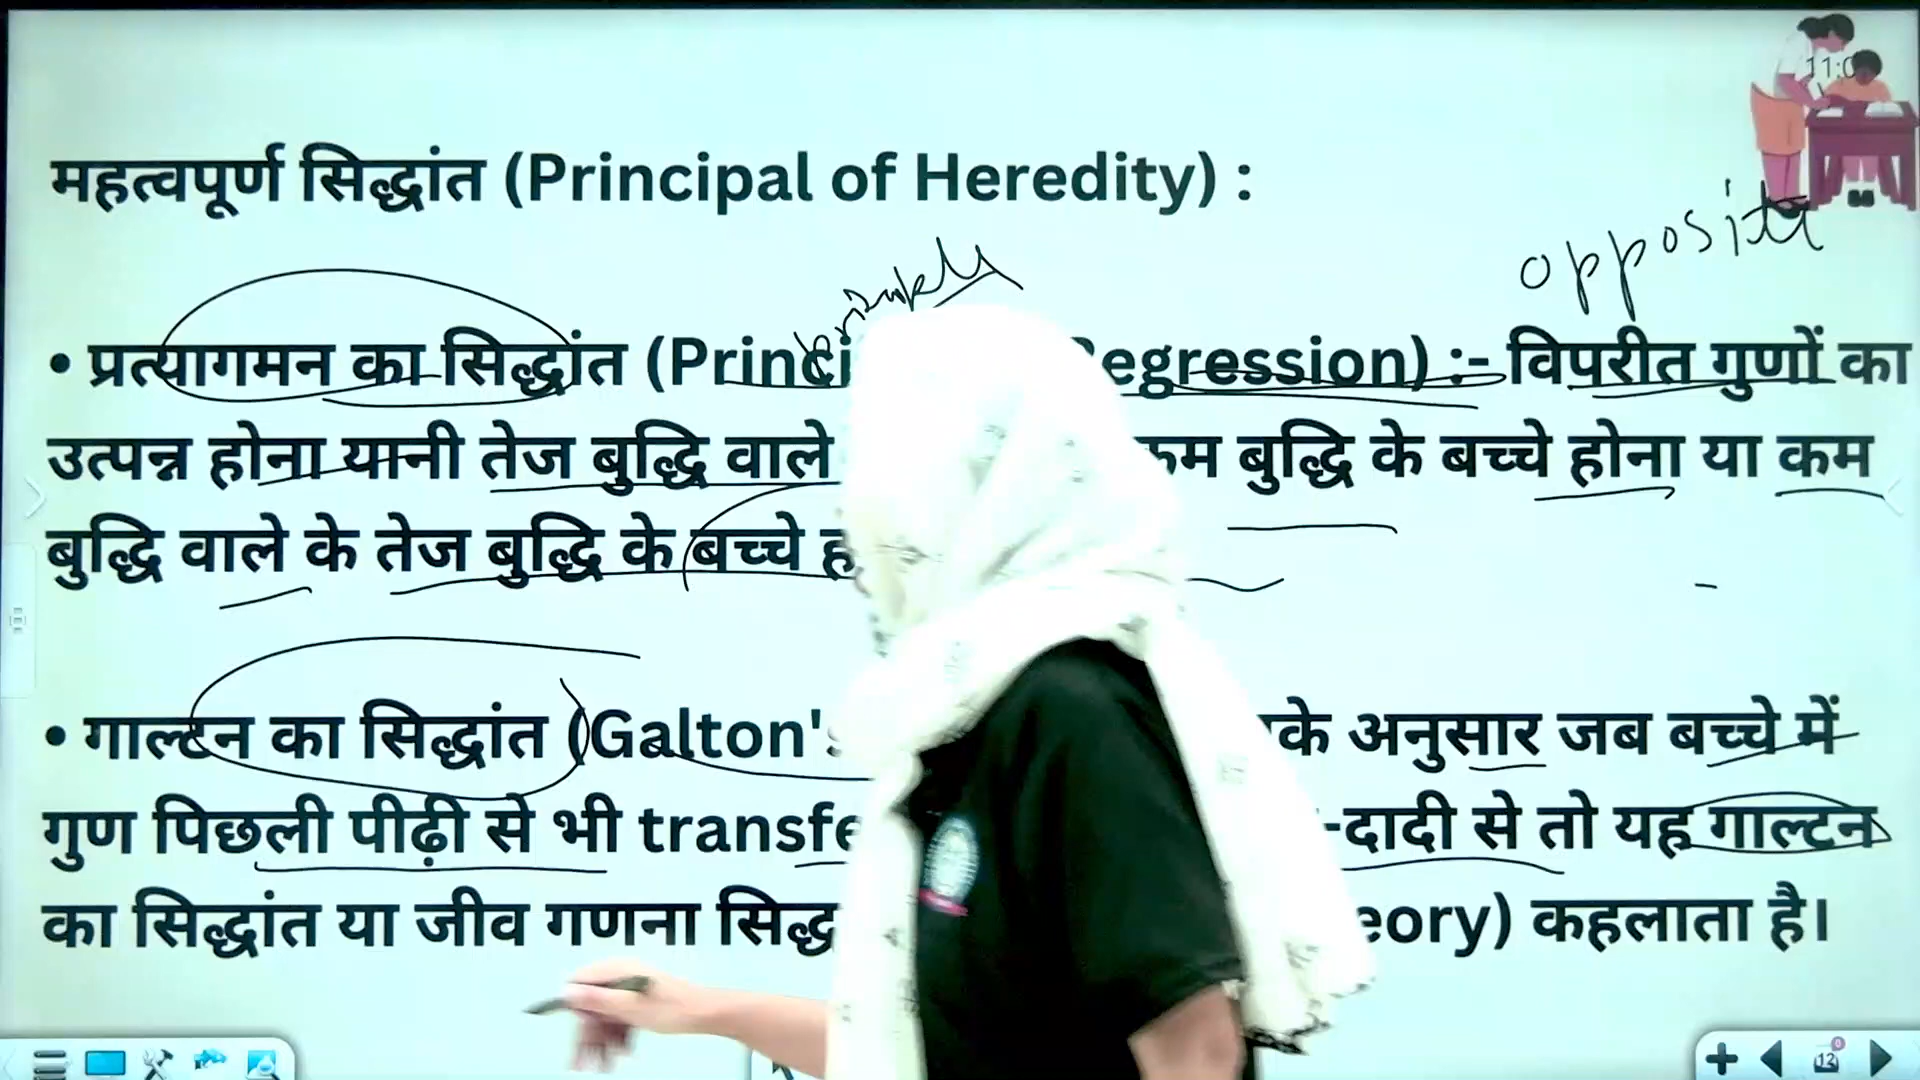 11:0
महत्वपूर्ण सिद्धांत (Principal of Heredity) :
opposite
• प्रत्यागमन का सिद्धांत (Princi egression) :- विपरीत गुणों का
उत्पन्न होना यानी तेज बुद्धि वाले कम बुद्धि के बच्चे होना या कम
बुद्धि वाले के तेज बुद्धि के बच्चे ह
• गाल्टन का सिद्धांत (Galton's के अनुसार जब बच्चे में
गुण पिछली पीढ़ी से भी transfe -दादी से तो यह गाल्टन
का सिद्धांत या जीव गणना सिद्ध eory) कहलाता है।
12